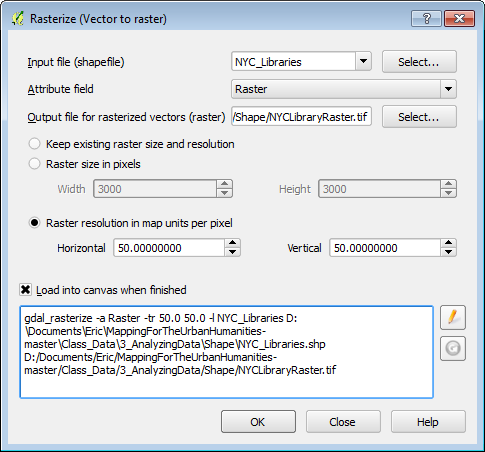 Rasterize (Vector to raster)
Input file (shapefile) NYC_Libraries Select...
Attribute field Raster
Output file for rasterized vectors (raster) /Shape/NYCLibraryRaster.tif Select...
Keep existing raster size and resolution
Raster size in pixels
Width 3000 Height 3000
Raster resolution in map units per pixel
Horizontal 50.00000000 Vertical 50.00000000
Load into canvas when finished
gdal_rasterize -a Raster -tr 50.0 50.0 -l NYC_Libraries D:
\Documents\Eric\MappingForTheUrbanHumanities-
master\Class_Data\3_AnalyzingData\Shape\NYC_Libraries.shp
D:/Documents/Eric/MappingForTheUrbanHumanities-
master/Class_Data/3_AnalyzingData/Shape/NYCLibraryRaster.tif
OK Close Help